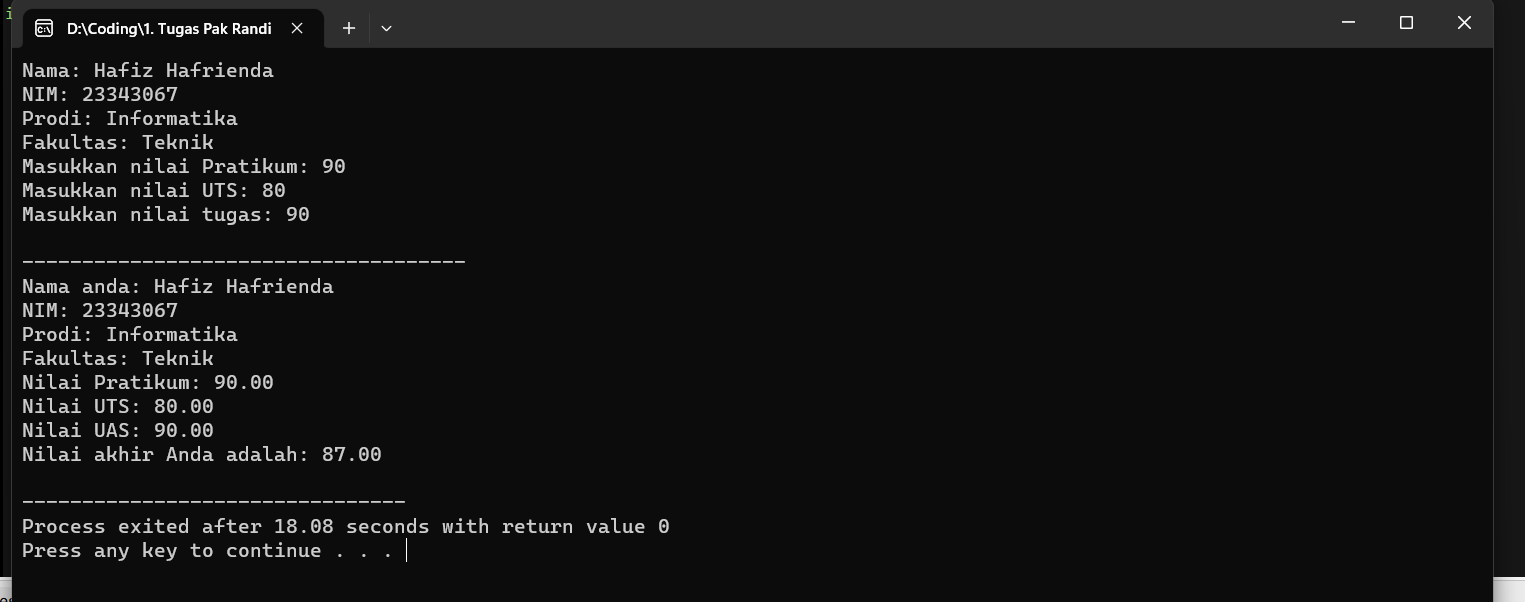 D:\Coding\1. Tugas Pak Randi
Nama: Hafiz Hafrienda
NIM: 23343067
Prodi: Informatika
Fakultas: Teknik
Masukkan nilai Pratikum: 90
Masukkan nilai UTS: 80
Masukkan nilai tugas: 90
-------------------------------------
Nama anda: Hafiz Hafrienda
NIM: 23343067
Prodi: Informatika
Fakultas: Teknik
Nilai Pratikum: 90.00
Nilai UTS: 80.00
Nilai UAS: 90.00
Nilai akhir Anda adalah: 87.00
--------------------------------
Process exited after 18.08 seconds with return value 0
Press any key to continue . . .